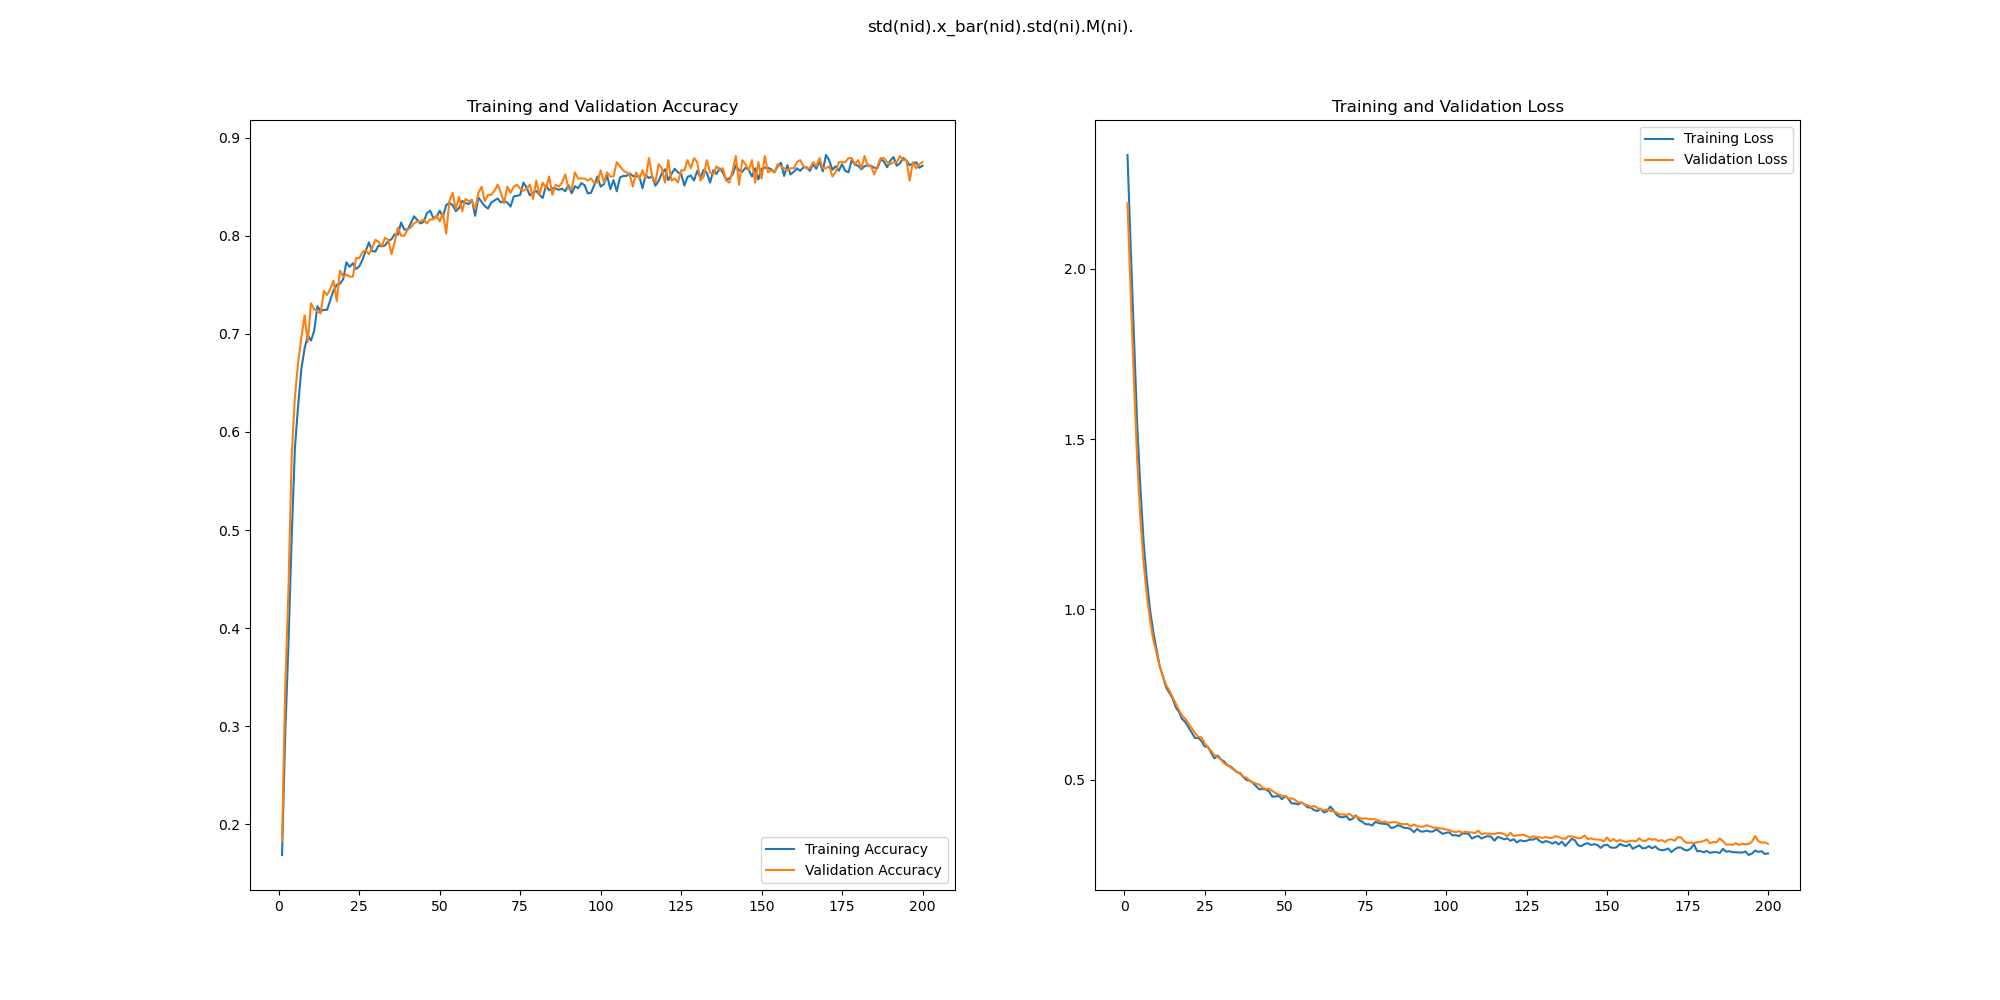 std(nid).x_bar(nid).std(ni).M(ni).
Training and Validation Accuracy
0.9
0.8
0.7
0.6
0.5
0.4
0.3
0.2
Training Accuracy
Validation Accuracy
0 25 50 75 100 125 150 175 200
Training and Validation Loss
Training Loss
Validation Loss
2.0
1.5
1.0
0.5
0 25 50 75 100 125 150 175 200